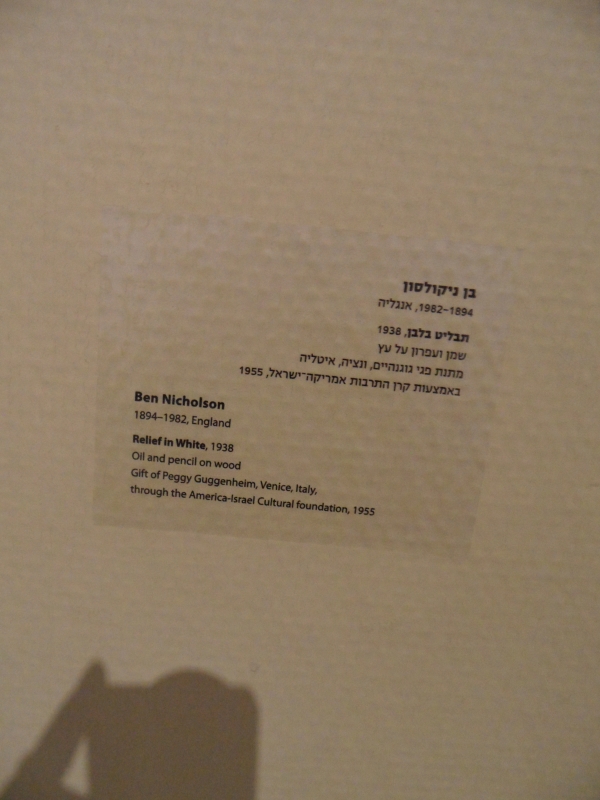 בן ניקולסון
1982-1894, אנגליה
תבליט בלבן, 1938
שמן ועפרון על עץ
מתנת פגי גוגנהיים, ונציה, איטליה
באמצעות קרן התרבות אמריקה־ישראל, 1955
Ben Nicholson
1894–1982, England
Relief in White, 1938
Oil and pencil on wood
Gift of Peggy Guggenheim, Venice, Italy,
through the America-Israel Cultural foundation, 1955